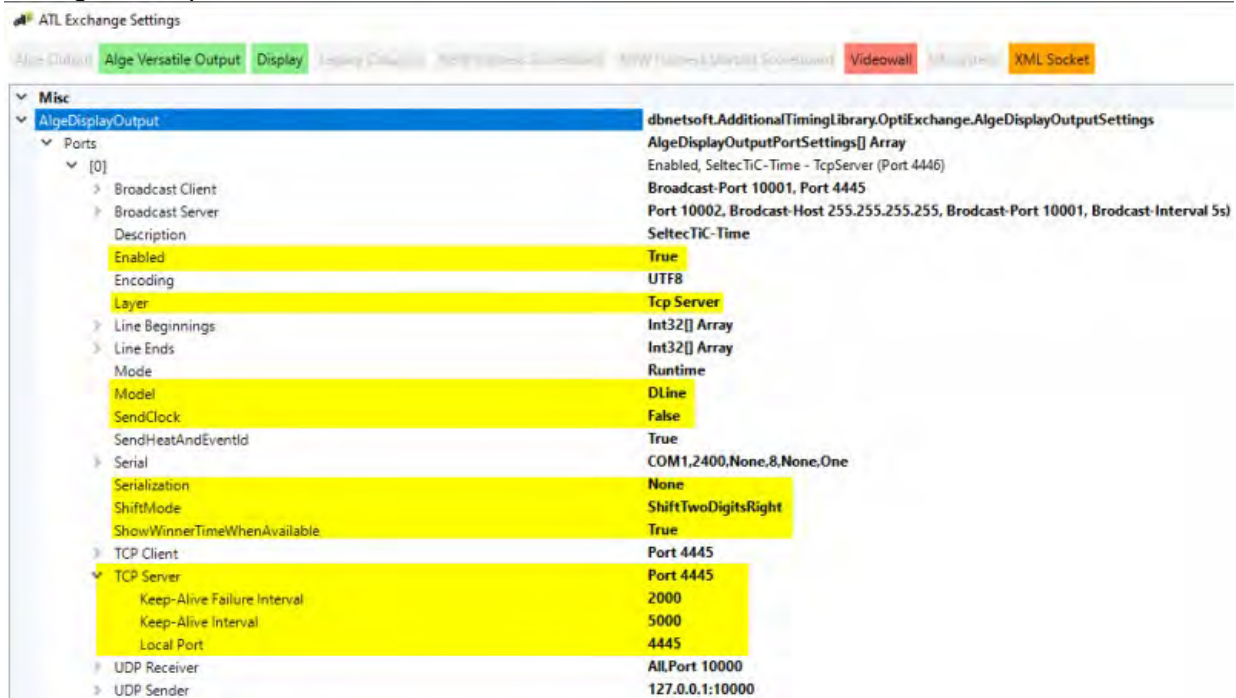 ATL Exchange Settings
Alge Output Alge Versatile Output Display Videowall XML Socket
Misc
AlgeDisplayOutput dbnetsoft.AdditionalTimingLibrary.OptiExchange.AlgeDisplayOutputSettings
Ports AlgeDisplayOutputPortSettings[] Array
[0] Enabled, SeltecTiC-Time - TcpServer (Port 4446)
Broadcast Client Broadcast-Port 10001, Port 4445
Broadcast Server Port 10002, Brodcast-Host 255.255.255.255, Brodcast-Port 10001, Brodcast-Interval 5s)
Description SeltecTiC-Time
Enabled True
Encoding UTF8
Layer Tcp Server
Line Beginnings Int32[] Array
Line Ends Int32[] Array
Mode Runtime
Model DLine
SendClock False
SendHeatAndEventId True
Serial COM1,2400,None,8,None,One
Serialization None
ShiftMode ShiftTwoDigitsRight
ShowWinnerTimeWhenAvailable True
TCP Client Port 4445
TCP Server Port 4445
Keep-Alive Failure Interval 2000
Keep-Alive Interval 5000
Local Port 4445
UDP Receiver All,Port 10000
UDP Sender 127.0.0.1:10000